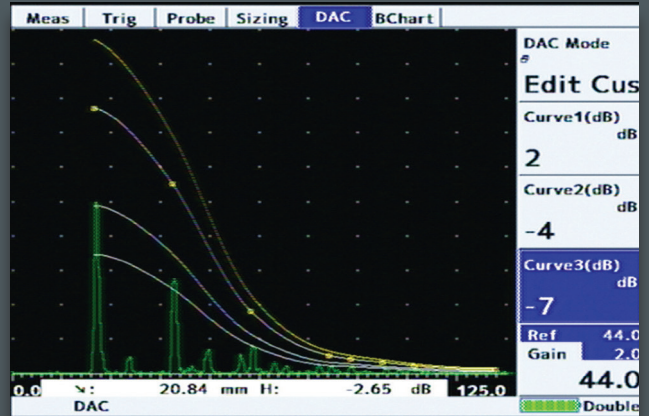 Meas Trig Probe Sizing DAC BChart
DAC Mode
Edit Cus
Curve1(dB)
dB
2
Curve2(dB)
dB
-4
Curve3(dB)
dB
-7
Ref 44.0
Gain 2.0
44.0
0.0 : 20.84 mm H: -2.65 dB 125.0
DAC
Double